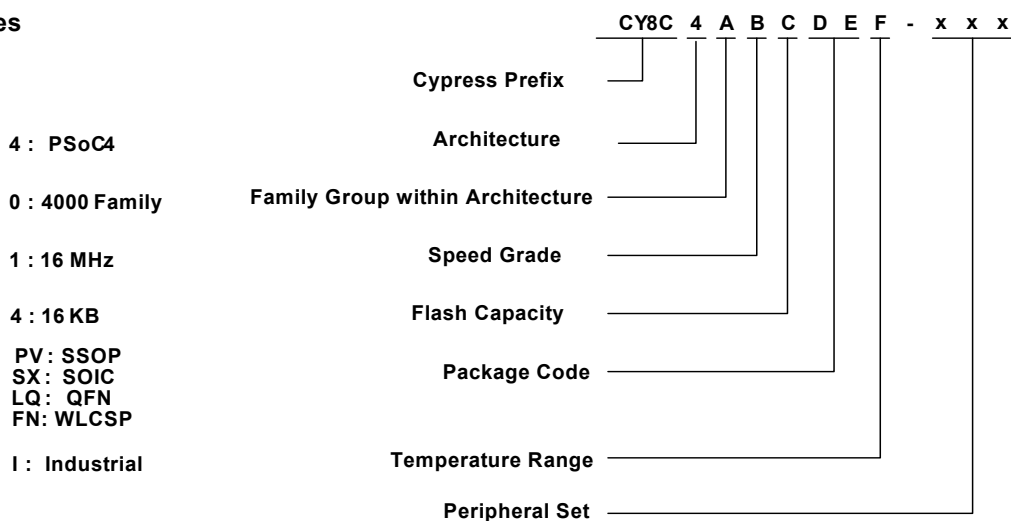 es
CY8C 4 A B C D E F - x x x
Cypress Prefix
4 : PSoC4 Architecture
0 : 4000 Family Family Group within Architecture
1 : 16 MHz Speed Grade
4 : 16 KB Flash Capacity
PV : SSOP
SX : SOIC
LQ : QFN
FN: WLCSP
Package Code
I : Industrial Temperature Range
Peripheral Set